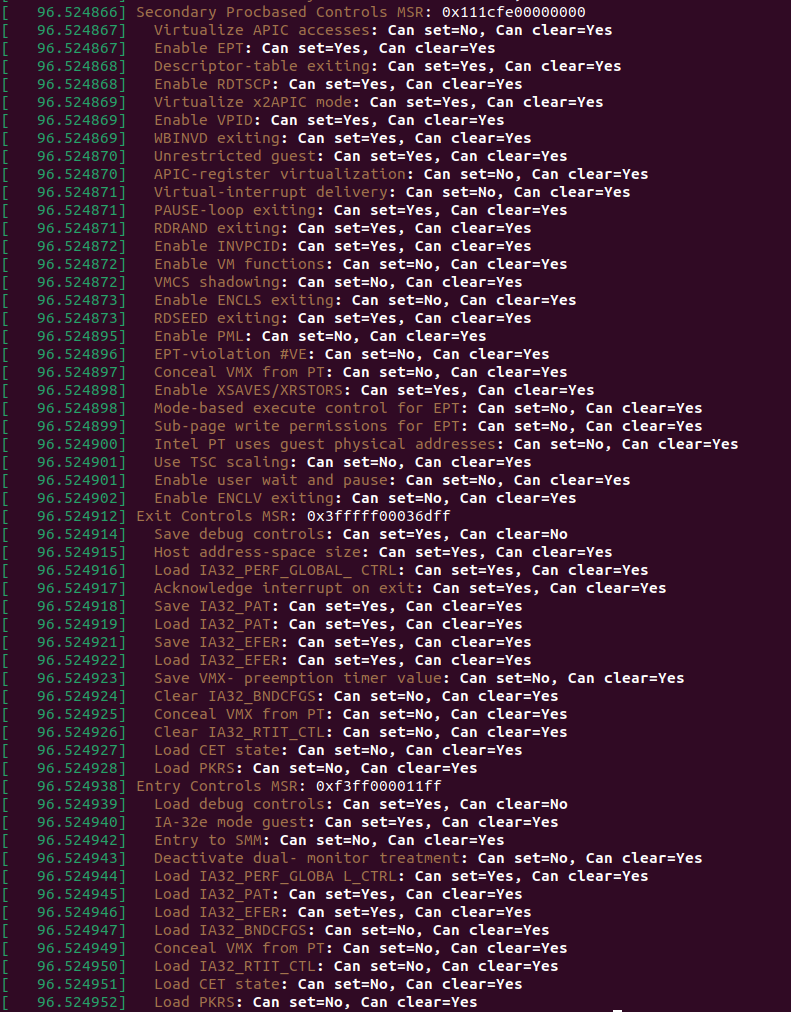 [   96.524866] Secondary Procbased Controls MSR: 0x111cfe00000000
[   96.524867]   Virtualize APIC accesses: Can set=No, Can clear=Yes
[   96.524867]   Enable EPT: Can set=Yes, Can clear=Yes
[   96.524868]   Descriptor-table exiting: Can set=Yes, Can clear=Yes
[   96.524868]   Enable RDTSCP: Can set=Yes, Can clear=Yes
[   96.524869]   Virtualize x2APIC mode: Can set=Yes, Can clear=Yes
[   96.524869]   Enable VPID: Can set=Yes, Can clear=Yes
[   96.524869]   WBINVD exiting: Can set=Yes, Can clear=Yes
[   96.524870]   Unrestricted guest: Can set=Yes, Can clear=Yes
[   96.524870]   APIC-register virtualization: Can set=No, Can clear=Yes
[   96.524871]   Virtual-interrupt delivery: Can set=No, Can clear=Yes
[   96.524871]   PAUSE-loop exiting: Can set=Yes, Can clear=Yes
[   96.524871]   RDRAND exiting: Can set=Yes, Can clear=Yes
[   96.524872]   Enable INVPCID: Can set=Yes, Can clear=Yes
[   96.524872]   Enable VM functions: Can set=No, Can clear=Yes
[   96.524872]   VMCS shadowing: Can set=No, Can clear=Yes
[   96.524873]   Enable ENCLS exiting: Can set=No, Can clear=Yes
[   96.524873]   RDSEED exiting: Can set=Yes, Can clear=Yes
[   96.524895]   Enable PML: Can set=No, Can clear=Yes
[   96.524896]   EPT-violation #VE: Can set=No, Can clear=Yes
[   96.524897]   Conceal VMX from PT: Can set=No, Can clear=Yes
[   96.524898]   Enable XSAVES/XRSTORS: Can set=Yes, Can clear=Yes
[   96.524898]   Mode-based execute control for EPT: Can set=No, Can clear=Yes
[   96.524899]   Sub-page write permissions for EPT: Can set=No, Can clear=Yes
[   96.524900]   Intel PT uses guest physical addresses: Can set=No, Can clear=Yes
[   96.524901]   Use TSC scaling: Can set=No, Can clear=Yes
[   96.524901]   Enable user wait and pause: Can set=No, Can clear=Yes
[   96.524902]   Enable ENCLV exiting: Can set=No, Can clear=Yes
[   96.524912] Exit Controls MSR: 0x3fffff00036dff
[   96.524914]   Save debug controls: Can set=Yes, Can clear=No
[   96.524915]   Host address-space size: Can set=Yes, Can clear=Yes
[   96.524916]   Load IA32_PERF_GLOBAL_ CTRL: Can set=Yes, Can clear=Yes
[   96.524917]   Acknowledge interrupt on exit: Can set=Yes, Can clear=Yes
[   96.524918]   Save IA32_PAT: Can set=Yes, Can clear=Yes
[   96.524919]   Load IA32_PAT: Can set=Yes, Can clear=Yes
[   96.524921]   Save IA32_EFER: Can set=Yes, Can clear=Yes
[   96.524922]   Load IA32_EFER: Can set=Yes, Can clear=Yes
[   96.524923]   Save VMX- preemption timer value: Can set=No, Can clear=Yes
[   96.524924]   Clear IA32_BNDCFGS: Can set=No, Can clear=Yes
[   96.524925]   Conceal VMX from PT: Can set=No, Can clear=Yes
[   96.524926]   Clear IA32_RTIT_CTL: Can set=No, Can clear=Yes
[   96.524927]   Load CET state: Can set=No, Can clear=Yes
[   96.524928]   Load PKRS: Can set=No, Can clear=Yes
[   96.524938] Entry Controls MSR: 0xf3ff000011ff
[   96.524939]   Load debug controls: Can set=Yes, Can clear=No
[   96.524940]   IA-32e mode guest: Can set=Yes, Can clear=Yes
[   96.524942]   Entry to SMM: Can set=No, Can clear=Yes
[   96.524943]   Deactivate dual- monitor treatment: Can set=No, Can clear=Yes
[   96.524944]   Load IA32_PERF_GLOBA L_CTRL: Can set=Yes, Can clear=Yes
[   96.524945]   Load IA32_PAT: Can set=Yes, Can clear=Yes
[   96.524946]   Load IA32_EFER: Can set=Yes, Can clear=Yes
[   96.524947]   Load IA32_BNDCFGS: Can set=No, Can clear=Yes
[   96.524949]   Conceal VMX from PT: Can set=No, Can clear=Yes
[   96.524950]   Load IA32_RTIT_CTL: Can set=No, Can clear=Yes
[   96.524951]   Load CET state: Can set=No, Can clear=Yes
[   96.524952]   Load PKRS: Can set=No, Can clear=Yes